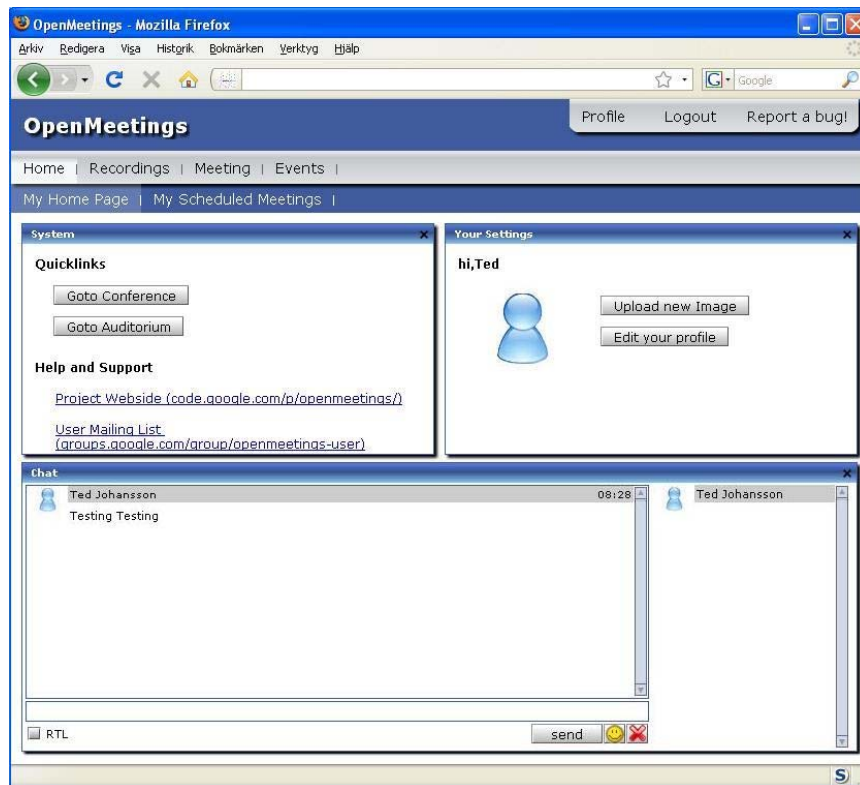 OpenMeetings - Mozilla Firefox
Arkiv Redigera Visa Historik Bokmärken Verktyg Hjälp
G Google
OpenMeetings
Profile Logout Report a bug!
Home | Recordings | Meeting | Events |
My Home Page | My Scheduled Meetings |
System
Quicklinks
Goto Conference
Goto Auditorium
Help and Support
Project Webside (code.google.com/p/openmeetings/)
User Mailing List
(groups.google.com/group/openmeetings-user)
Your Settings
hi,Ted
Upload new Image
Edit your profile
Chat
Ted Johansson 08:28
Testing Testing
Ted Johansson
RTL
send
S